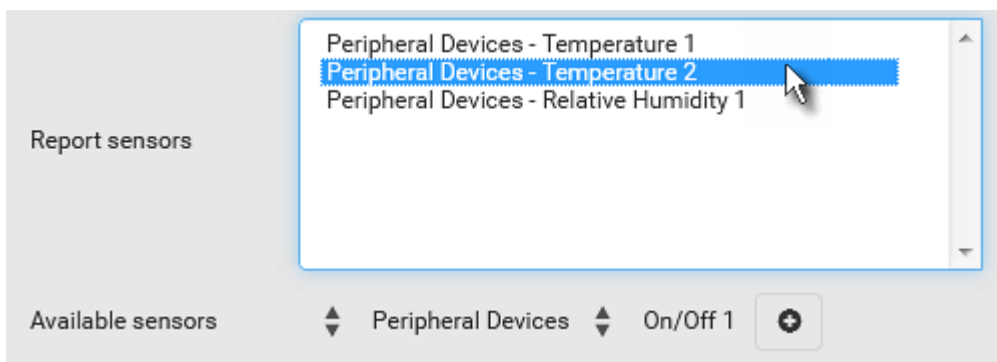 Peripheral Devices - Temperature 1
Peripheral Devices - Temperature 2
Peripheral Devices - Relative Humidity 1
Report sensors
Available sensors Peripheral Devices On/Off 1